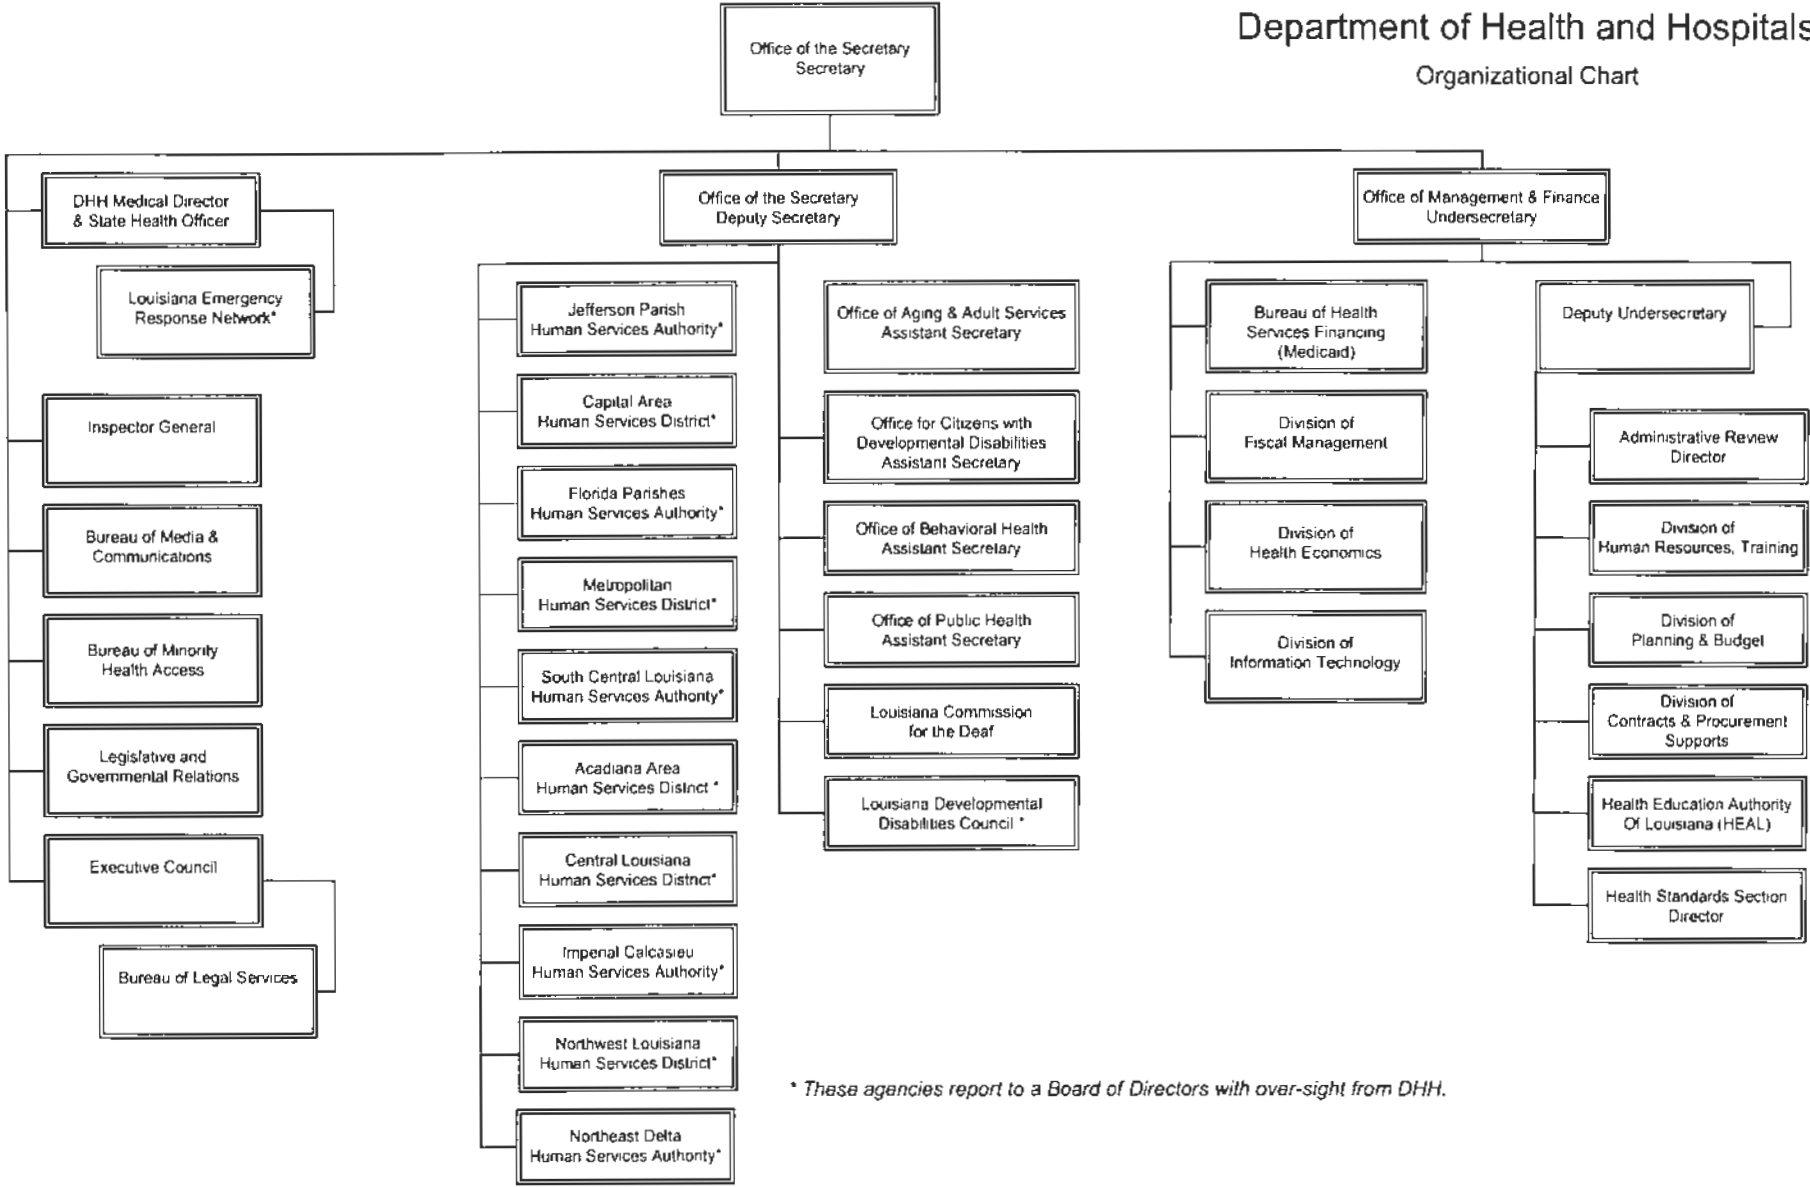 Department of Health and Hospitals
Organizational Chart
Office of the Secretary
Secretary
DHH Medical Director
& State Health Officer
Louisiana Emergency
Response Network*
Inspector General
Bureau of Media &
Communications
Bureau of Minority
Health Access
Legislative and
Governmental Relations
Executive Council
Bureau of Legal Services
Office of the Secretary
Deputy Secretary
Jefferson Parish
Human Services Authority*
Capital Area
Human Services District*
Florida Parishes
Human Services Authority*
Metropolitan
Human Services District*
South Central Louisiana
Human Services Authority*
Acadiana Area
Human Services District *
Central Louisiana
Human Services District*
Imperial Calcasieu
Human Services Authority*
Northwest Louisiana
Human Services District*
Northeast Delta
Human Services Authority*
Office of Aging & Adult Services
Assistant Secretary
Office for Citizens with
Developmental Disabilities
Assistant Secretary
Office of Behavioral Health
Assistant Secretary
Office of Public Health
Assistant Secretary
Louisiana Commission
for the Deaf
Louisiana Developmental
Disabilities Council *
Office of Management & Finance
Undersecretary
Bureau of Health
Services Financing
(Medicaid)
Division of
Fiscal Management
Division of
Health Economics
Division of
Information Technology
Deputy Undersecretary
Administrative Review
Director
Division of
Human Resources, Training
Division of
Planning & Budget
Division of
Contracts & Procurement
Supports
Health Education Authority
Of Louisiana (HEAL)
Health Standards Section
Director
* These agencies report to a Board of Directors with over-sight from DHH.